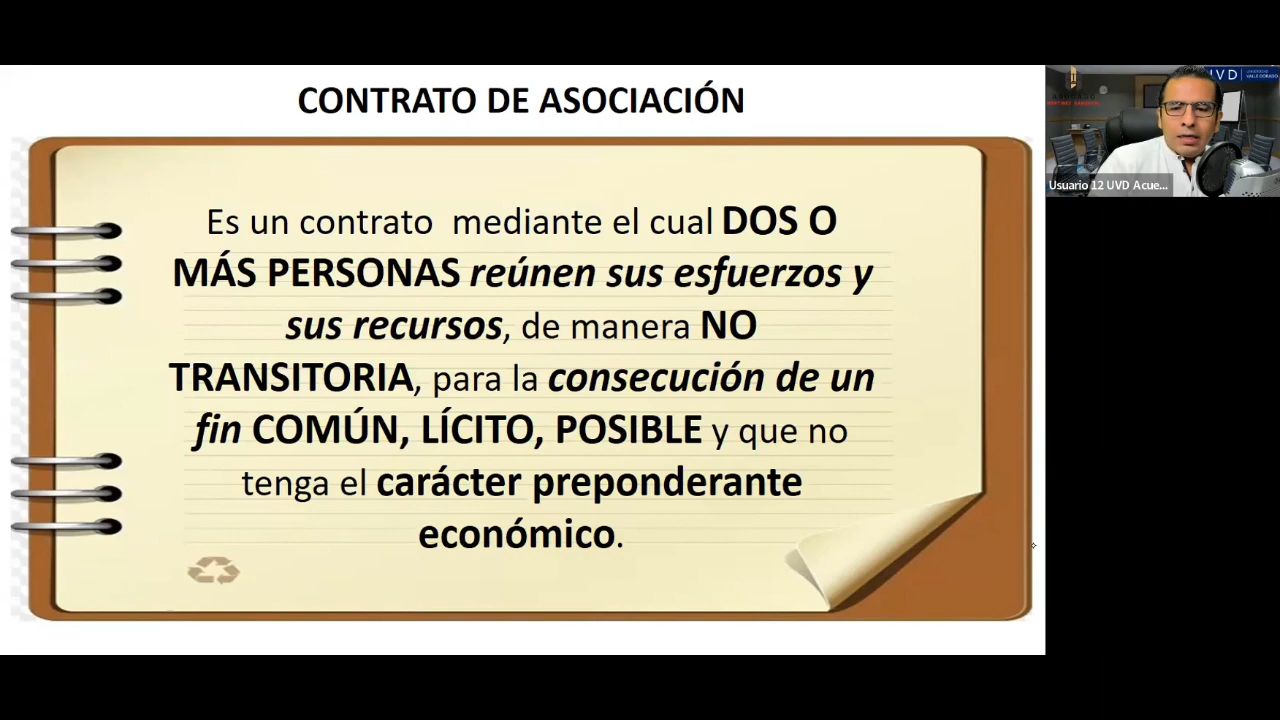 CONTRATO DE ASOCIACIÓN
Es un contrato mediante el cual DOS O
MÁS PERSONAS reúnen sus esfuerzos y
sus recursos, de manera NO
TRANSITORIA, para la consecución de un
fin COMÚN, LÍCITO, POSIBLE y que no
tenga el carácter preponderante
económico.
UVD
VALLE DORADO
Usuario 12 UVD Acue...